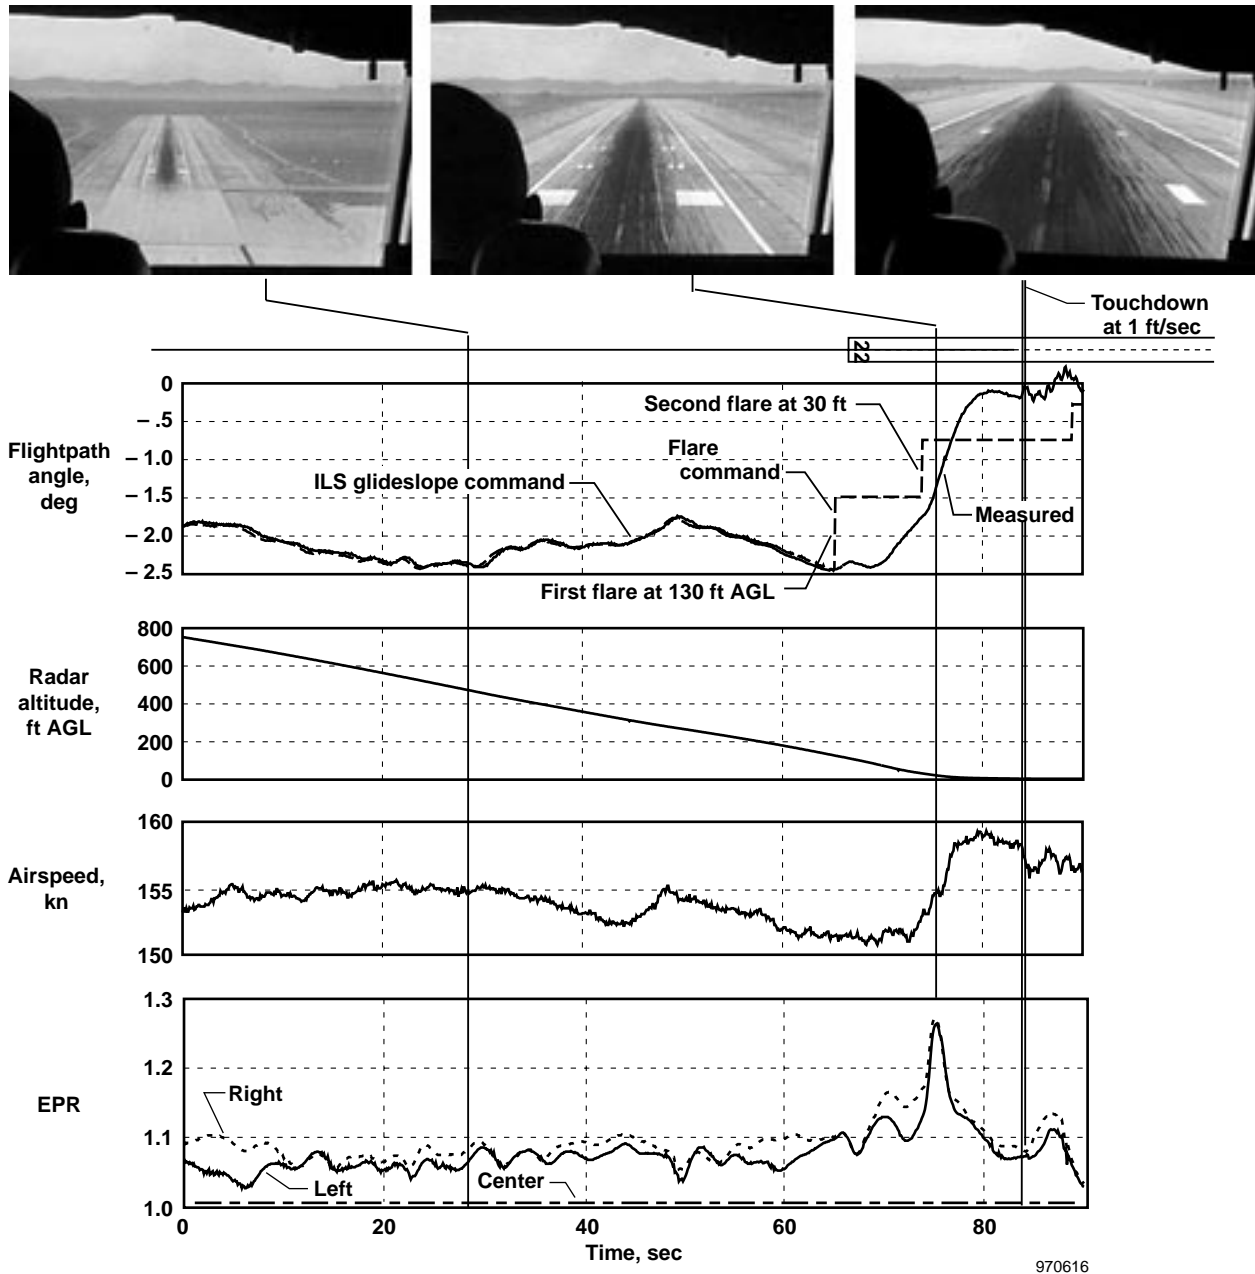 Touchdown
at 1 ft/sec
22
0
– .5
– 1.0
– 1.5
– 2.0
– 2.5
Flightpath
angle,
deg
Second flare at 30 ft
Flare
command
ILS glideslope command
Measured
First flare at 130 ft AGL
800
600
400
200
0
Radar
altitude,
ft AGL
160
155
150
Airspeed,
kn
1.3
1.2
1.1
1.0
EPR
Right
Left
Center
0 20 40 60 80
Time, sec
970616